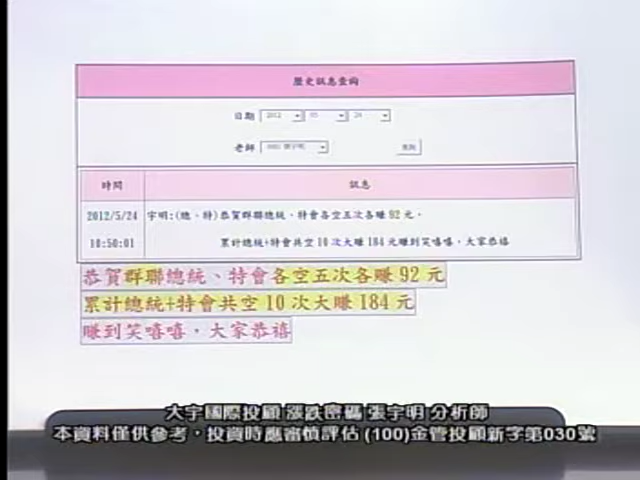 歷史訊息查詢
日期 2012 05 24
老師
查詢
時間 訊息
2012/5/24 宇明:(總、特)恭賀群聯總統、特會各空五次各賺92元。
10:50:01 累計總統+特會共空10次大賺184元賺到笑嘻嘻，大家恭禧
恭賀群聯總統、特會各空五次各賺92元
累計總統+特會共空10次大賺184元
賺到笑嘻嘻，大家恭禧
大宇國際投顧 漲跌密碼 張宇明 分析師
本資料僅供參考，投資時應審慎評估(100)金管投顧新字第030號